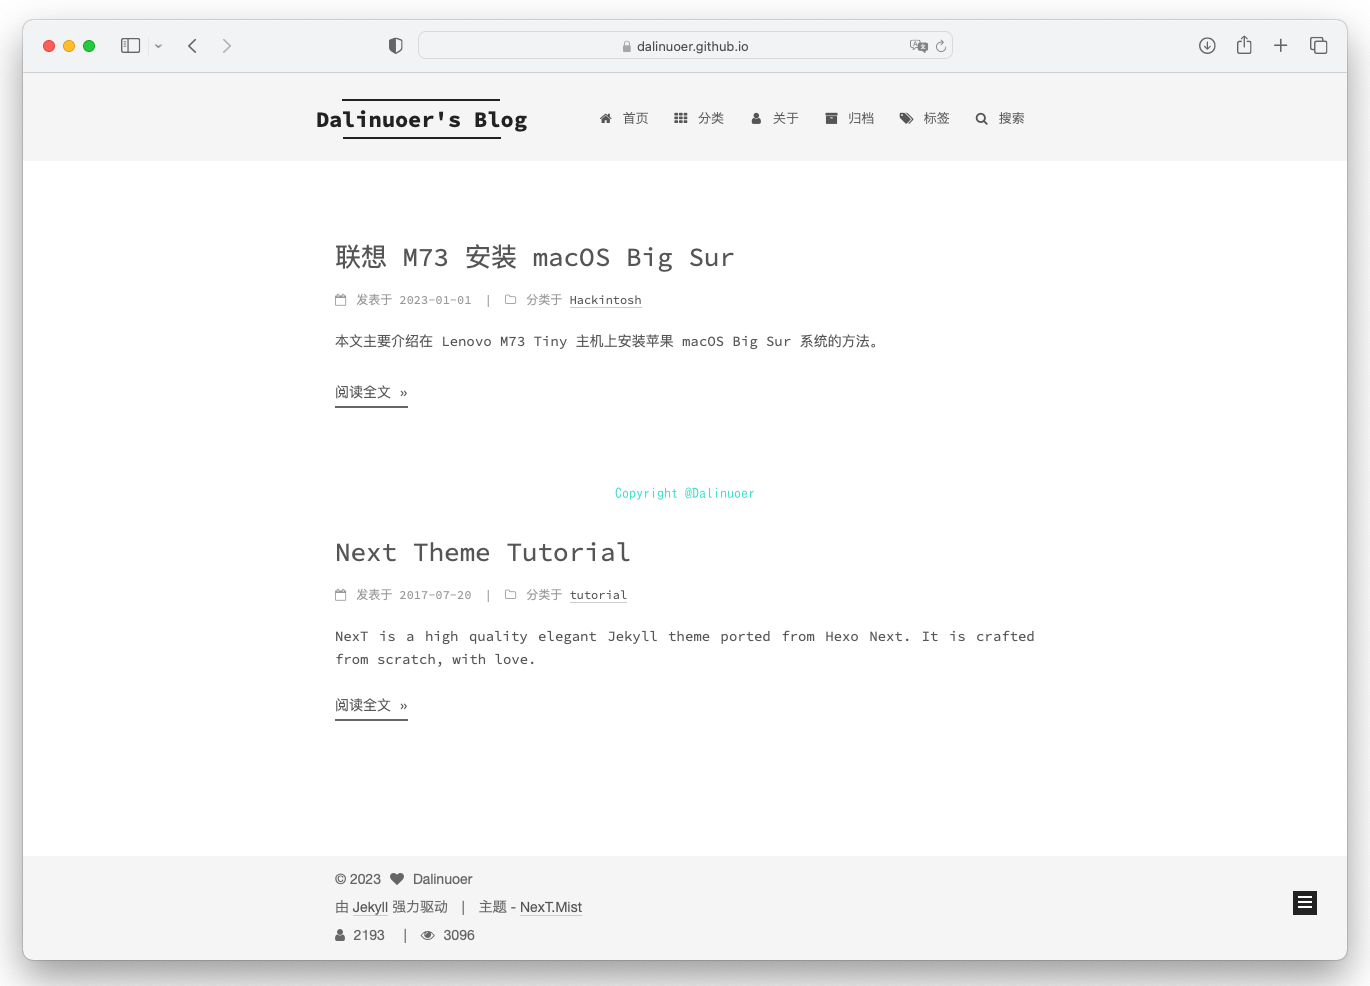 dalinuoer.github.io
Dalinuoer's Blog
首页 分类 关于 归档 标签 搜索
联想 M73 安装 macOS Big Sur
发表于 2023-01-01 | 分类于 Hackintosh
本文主要介绍在 Lenovo M73 Tiny 主机上安装苹果 macOS Big Sur 系统的方法。
阅读全文 »
Copyright @Dalinuoer
Next Theme Tutorial
发表于 2017-07-20 | 分类于 tutorial
NexT is a high quality elegant Jekyll theme ported from Hexo Next. It is crafted
from scratch, with love.
阅读全文 »
© 2023 Dalinuoer
由 Jekyll 强力驱动 | 主题 - NexT.Mist
2193 | 3096